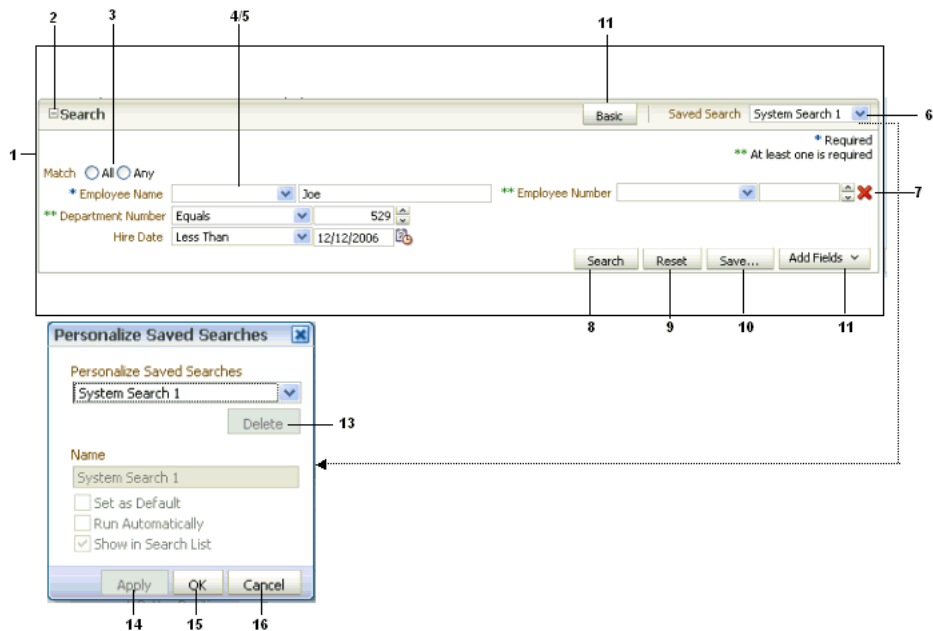 2 3 4/5 11
Search Basic Saved Search System Search 1 6
* Required
** At least one is required
1
Match All Any
* Employee Name Joe ** Employee Number 7
** Department Number Equals 529
Hire Date Less Than 12/12/2006
Search Reset Save... Add Fields
8 9 10 11
Personalize Saved Searches
Personalize Saved Searches
System Search 1
Delete 13
Name
System Search 1
Set as Default
Run Automatically
Show in Search List
Apply OK Cancel
14 15 16